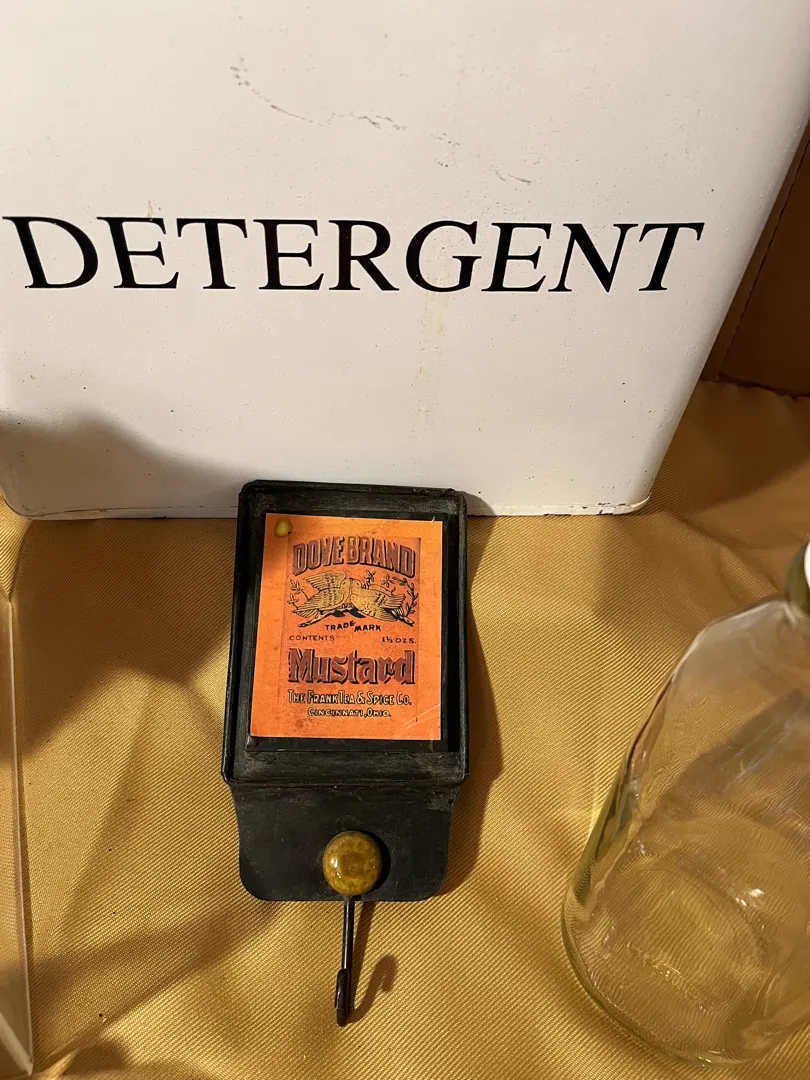 DETERGENT
DOVE BRAND
TRADE MARK
CONTENTS 1½ OZS.
Mustard
THE FRANK TEA & SPICE CO.
CINCINNATI, OHIO.